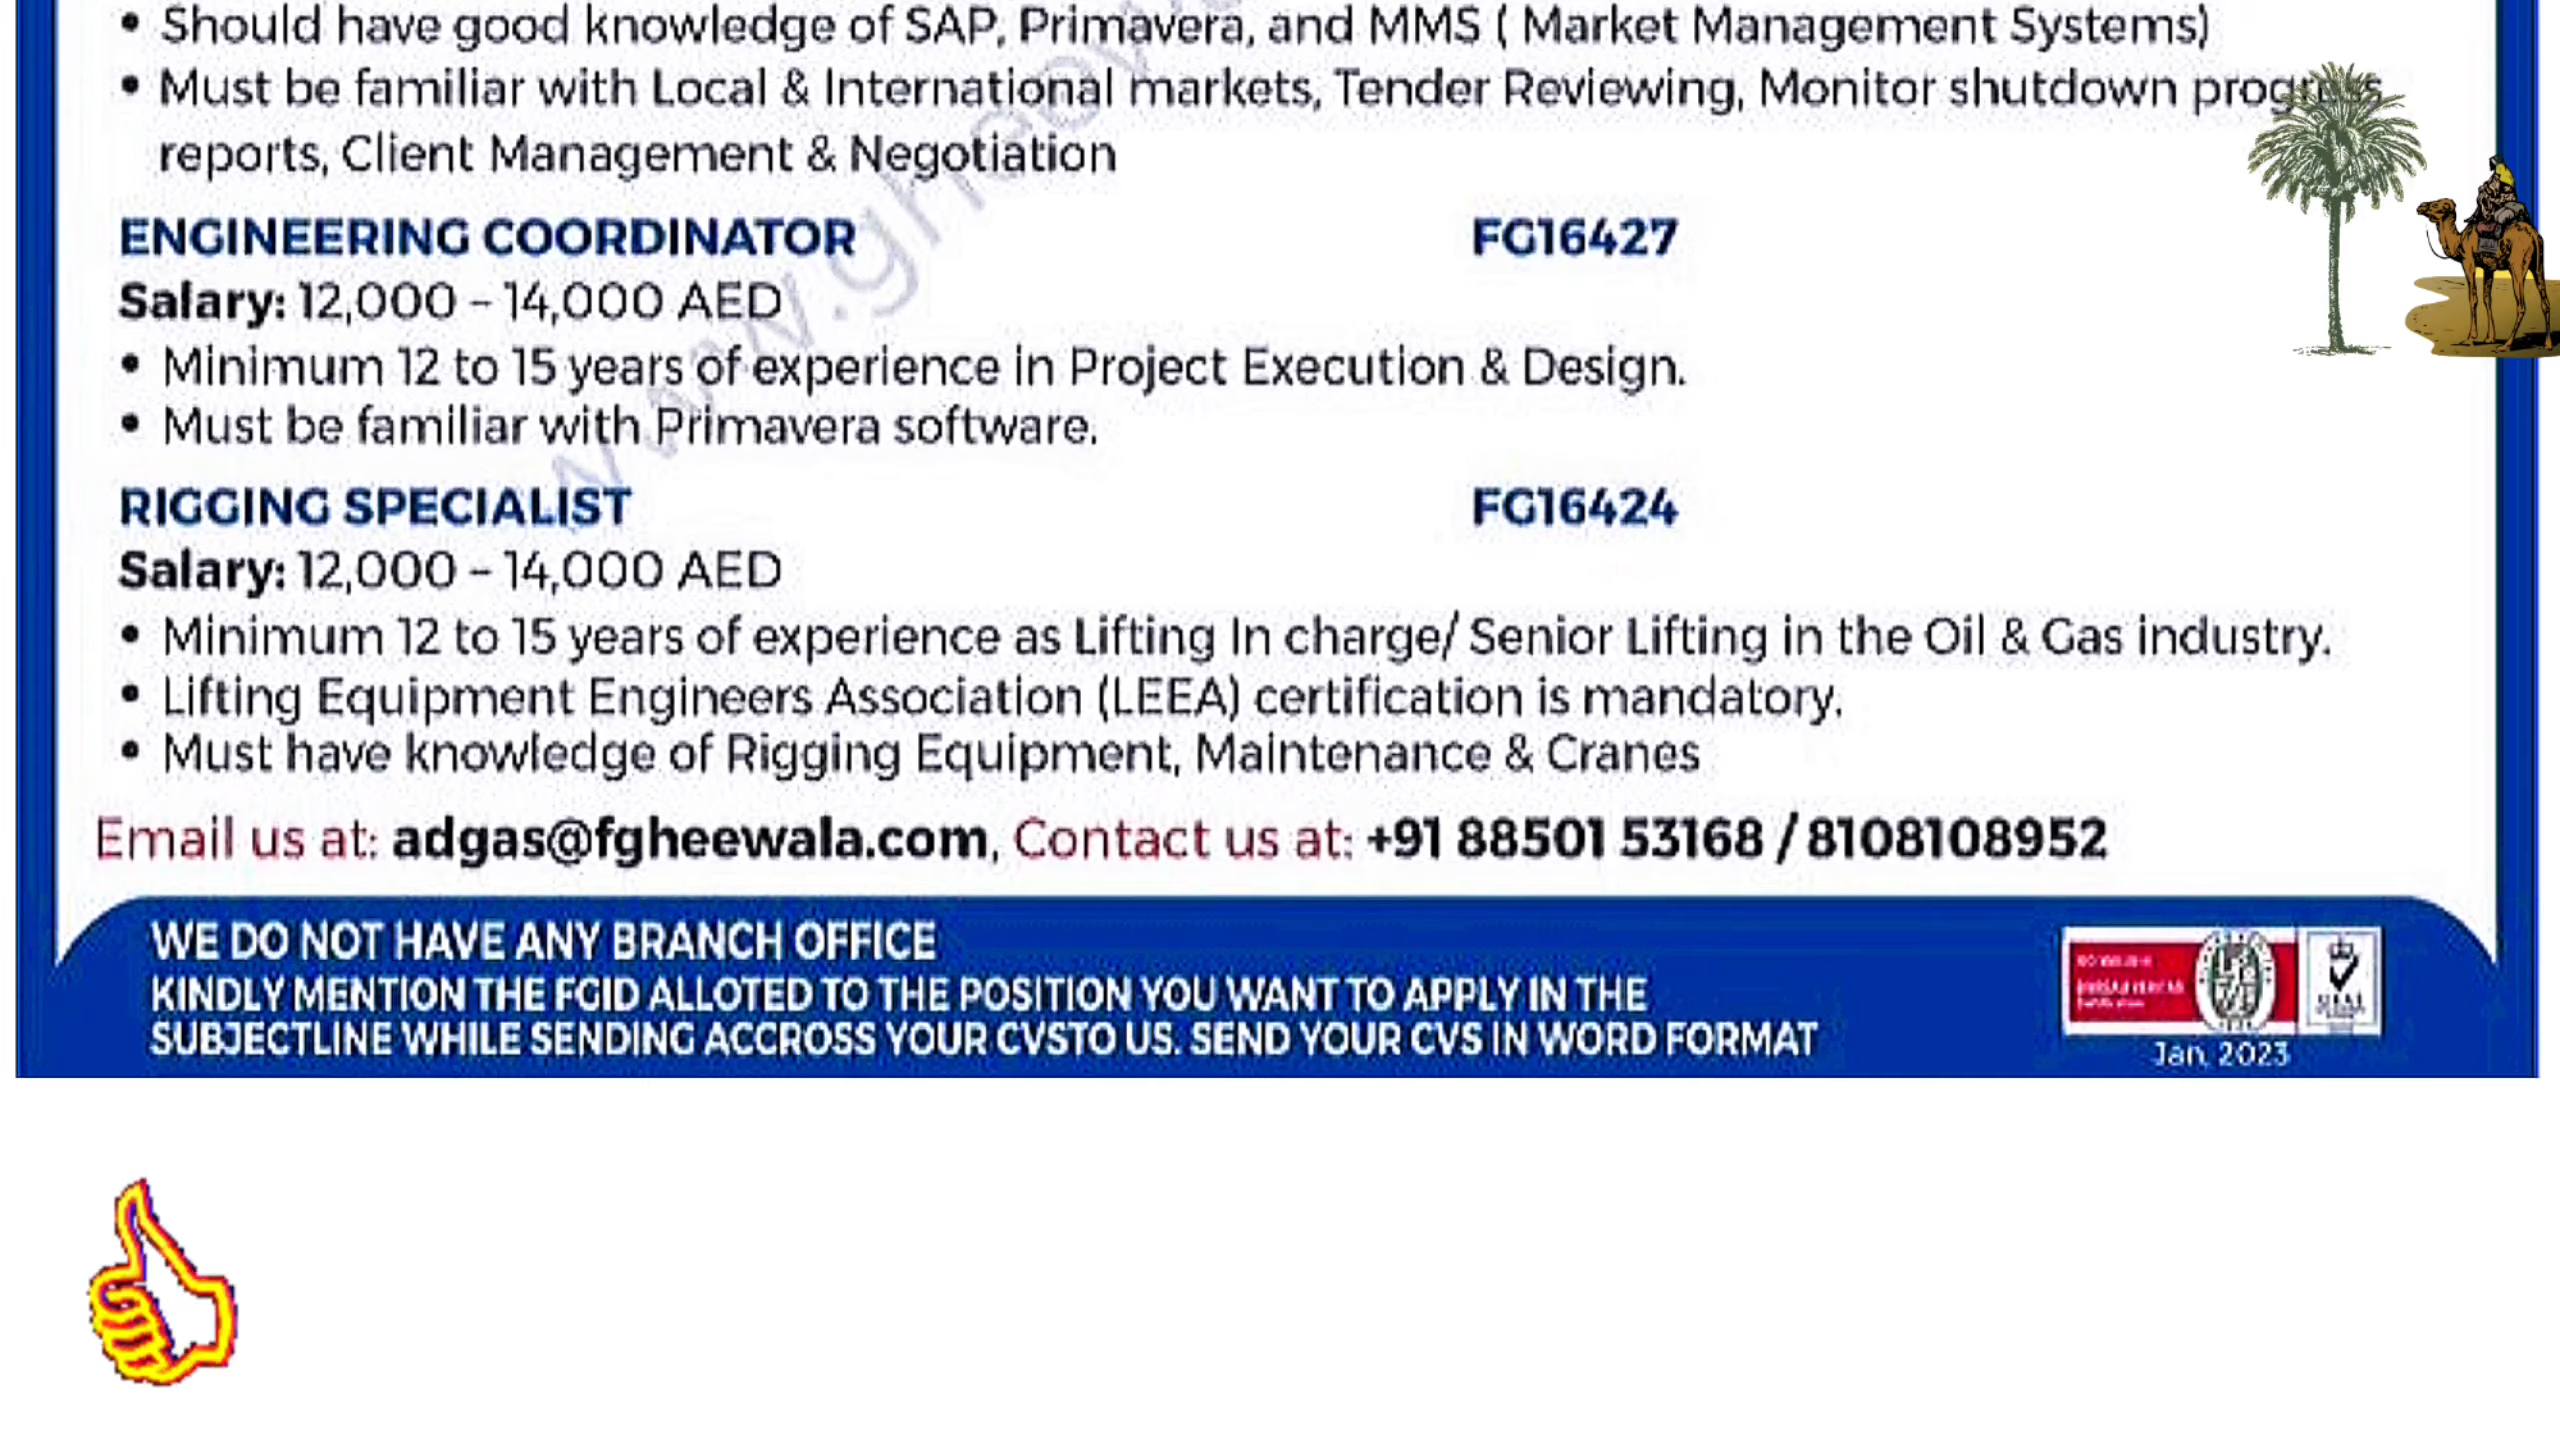 • Should have good knowledge of SAP, Primavera, and MMS ( Market Management Systems)
• Must be familiar with Local & International markets, Tender Reviewing, Monitor shutdown
reports, Client Management & Negotiation
ENGINEERING COORDINATOR FG16427
Salary: 12,000 – 14,000 AED
• Minimum 12 to 15 years of experience in Project Execution & Design.
• Must be familiar with Primavera software.
RIGGING SPECIALIST FG16424
Salary: 12,000 – 14,000 AED
• Minimum 12 to 15 years of experience as Lifting In charge/ Senior Lifting in the Oil & Gas industry.
• Lifting Equipment Engineers Association (LEEA) certification is mandatory.
• Must have knowledge of Rigging Equipment, Maintenance & Cranes
Email us at: adgas@fgheewala.com, Contact us at: +91 88501 53168 / 8108108952
WE DO NOT HAVE ANY BRANCH OFFICE
KINDLY MENTION THE FGID ALLOTED TO THE POSITION YOU WANT TO APPLY IN THE
SUBJECTLINE WHILE SENDING ACCROSS YOUR CVSTO US. SEND YOUR CVS IN WORD FORMAT
Jan, 2023